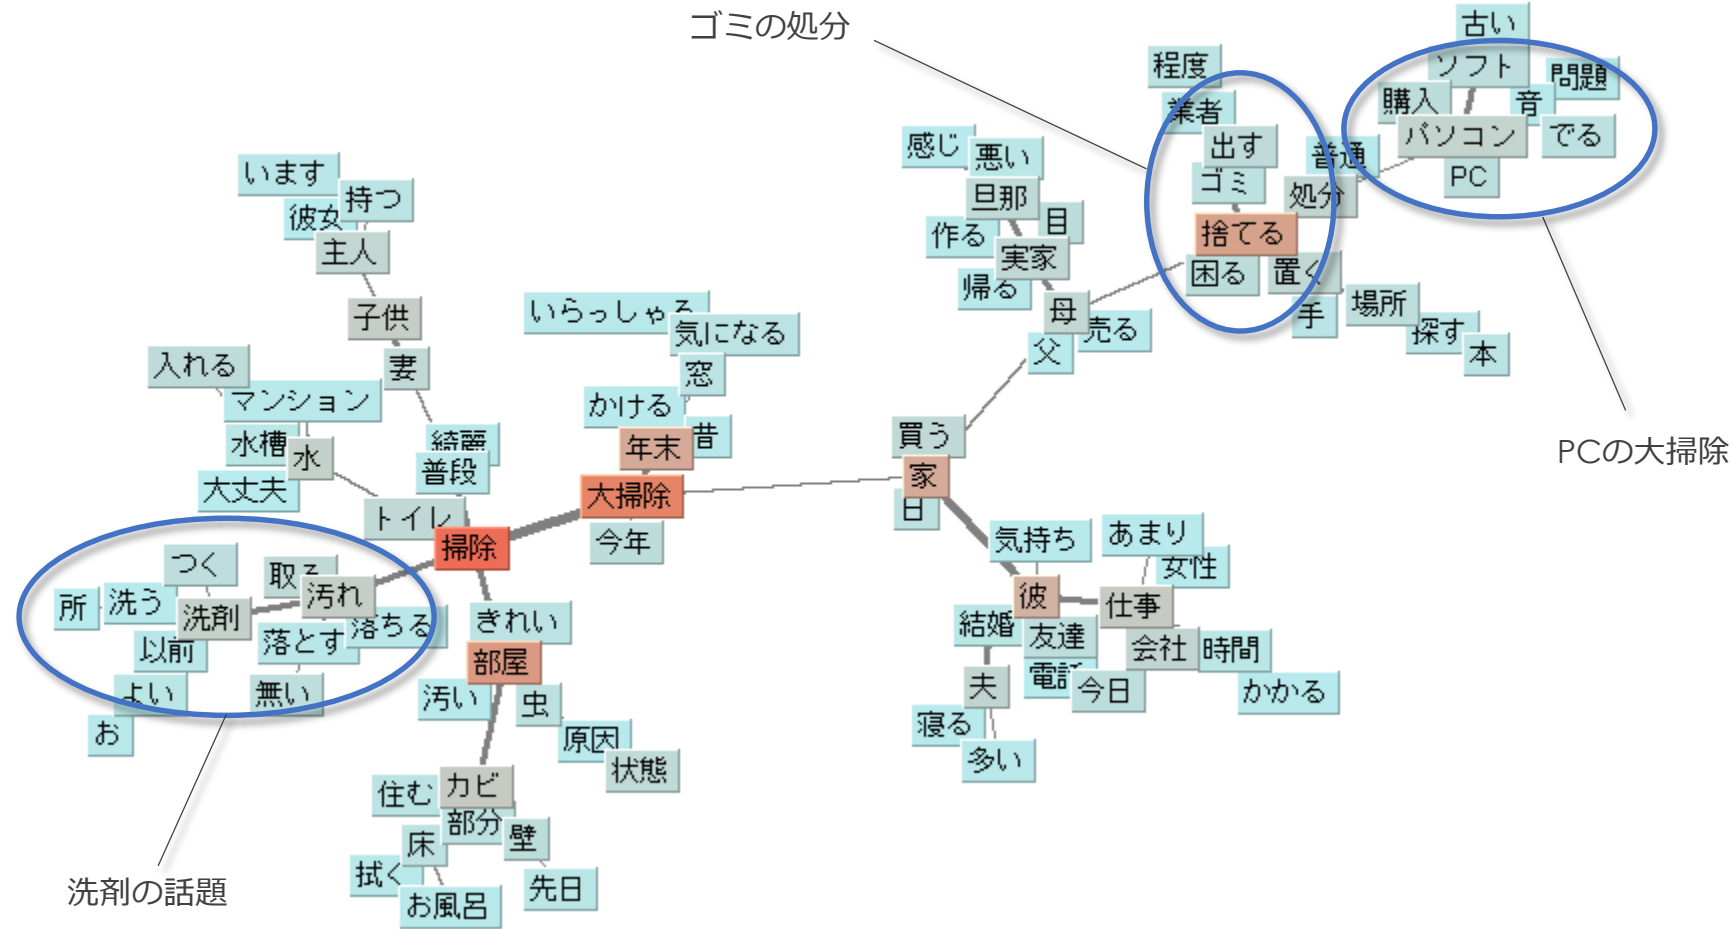 ゴミの処分
古い
ソフト
問題
購入
音
パソコン
でる
PC
PCの大掃除
程度
業者
出す
ゴミ
普通
処分
捨てる
困る
置く
手
場所
探す
本
感じ
悪い
旦那
目
作る
実家
帰る
母
売る
父
います
彼女
持つ
主人
子供
妻
入れる
マンション
水槽
水
大丈夫
綺麗
普段
トイレ
いらっしゃる
気になる
窓
かける
昔
年末
大掃除
今年
掃除
買う
家
日
気持ち
あまり
女性
彼
仕事
結婚
友達
会社
時間
電話
今日
かかる
夫
寝る
多い
つく
取る
汚れ
所
洗う
洗剤
落ちる
以前
落とす
よい
無い
お
洗剤の話題
きれい
部屋
汚い
虫
原因
状態
住む
カビ
部分
床
壁
拭く
お風呂
先日